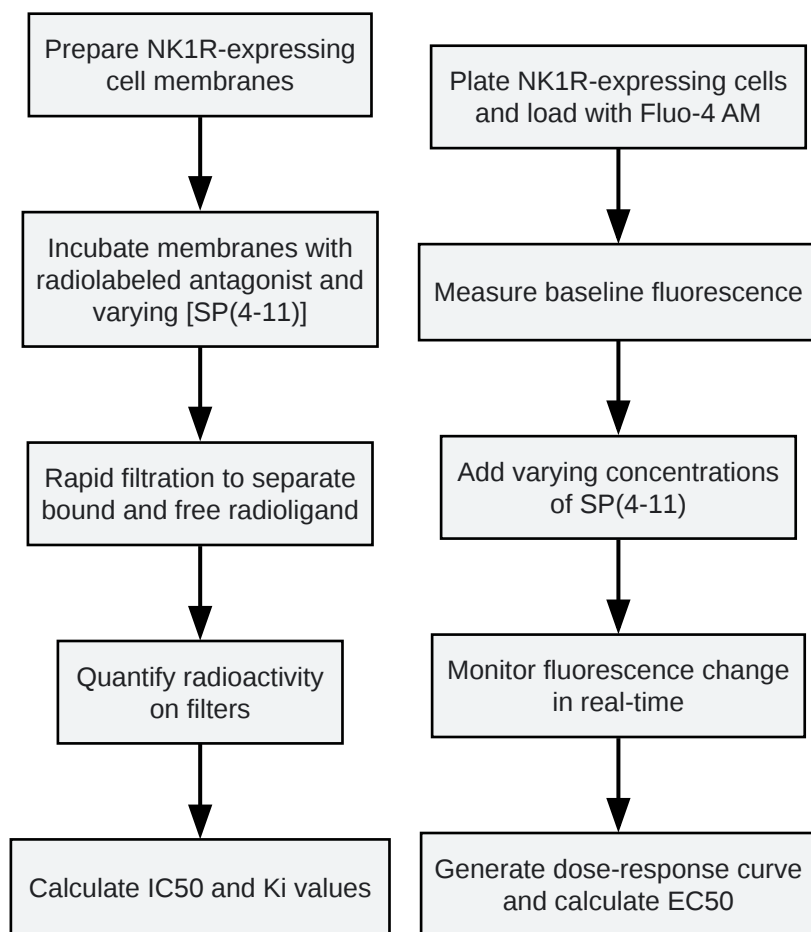 Prepare NK1R-expressing
cell membranes
Incubate membranes with
radiolabeled antagonist and
varying [SP(4-11)]
Rapid filtration to separate
bound and free radioligand
Quantify radioactivity
on filters
Calculate IC50 and Ki values
Plate NK1R-expressing cells
and load with Fluo-4 AM
Measure baseline fluorescence
Add varying concentrations
of SP(4-11)
Monitor fluorescence change
in real-time
Generate dose-response curve
and calculate EC50